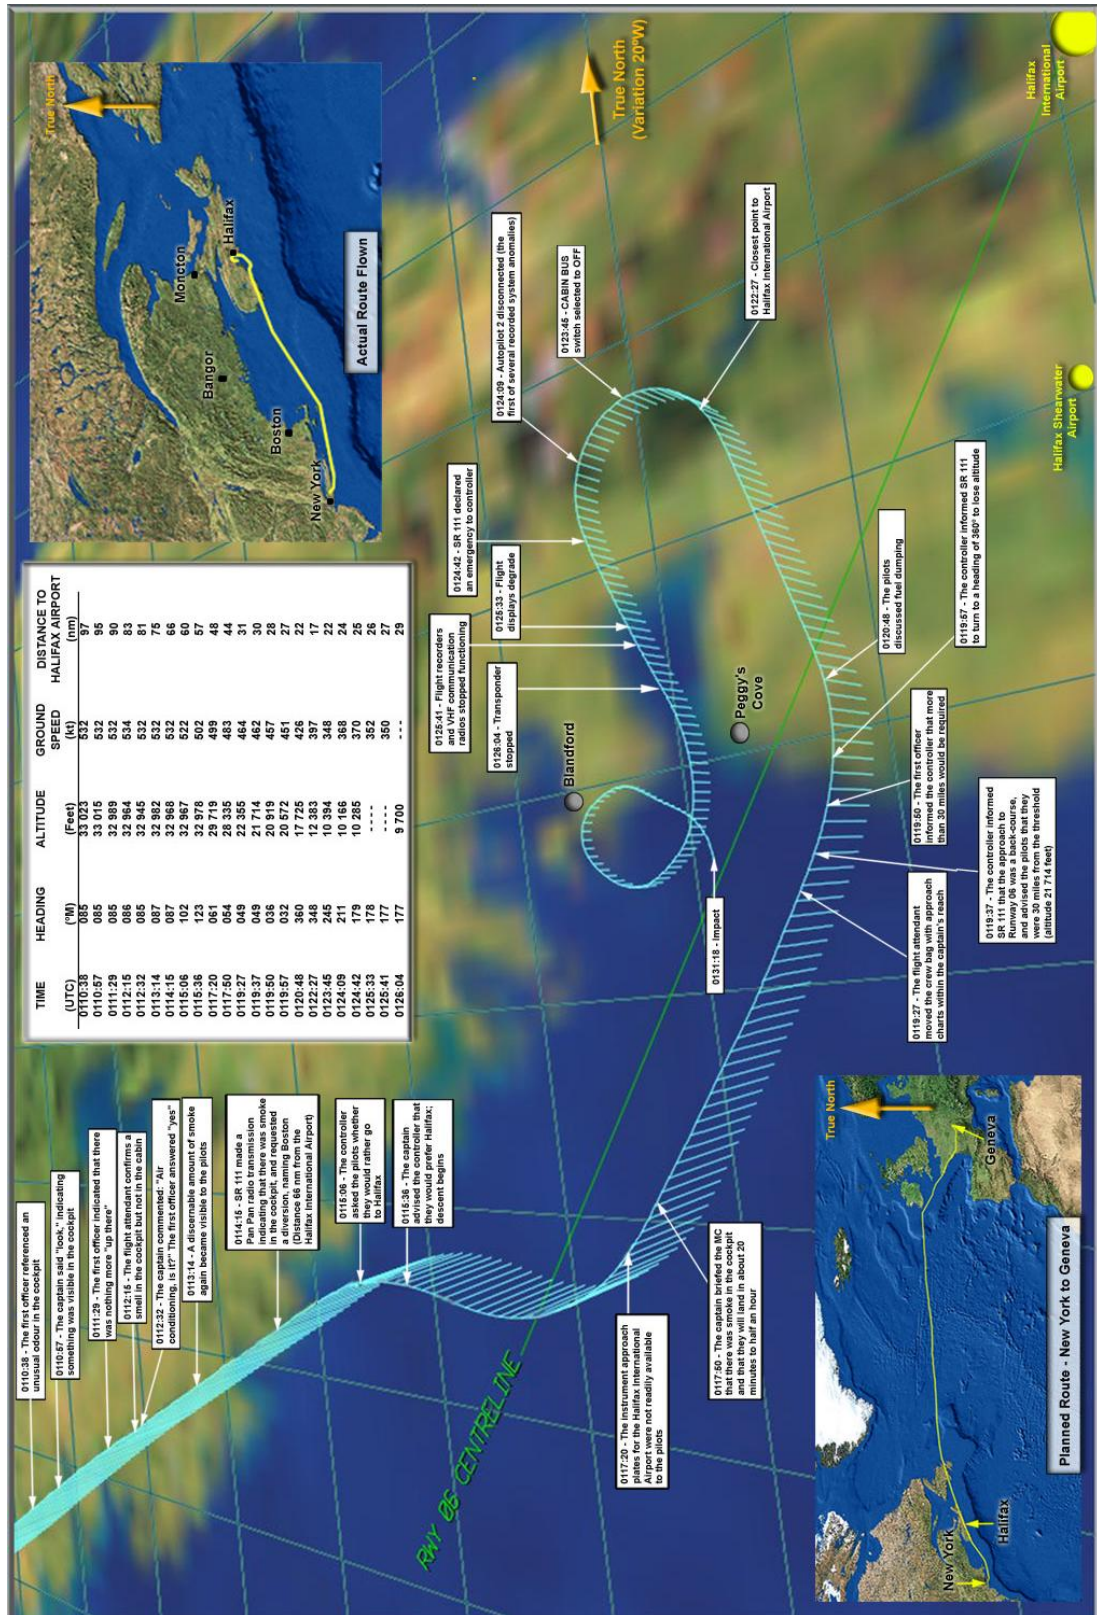 0110:38 - The first officer referenced an
unusual odour in the cockpit
0110:57 - The captain said "look," indicating
something was visible in the cockpit
0111:29 - The first officer indicated that there
was nothing more "up there"
0112:15 - The flight attendant confirms a
smell in the cockpit but not in the cabin
0112:32 - The captain commented: "Air
conditioning, is it?" The first officer answered "yes"
0113:14 - A discernable amount of smoke
again became visible to the pilots
0114:15 - SR 111 made a
Pan Pan radio transmission
indicating that there was smoke
in the cockpit, and requested
a diversion, naming Boston
(Distance 66 nm from the
Halifax International Airport)
0115:06 - The controller
asked the pilots whether
they would rather go
to Halifax
0115:36 - The captain
advised the controller that
they would prefer Halifax;
descent begins
RWY 06 CENTRELINE
0117:20 - The instrument approach
plates for the Halifax International
Airport were not readily available
to the pilots
0117:50 - The captain briefed the MC
that there was smoke in the cockpit
and that they will land in about 20
minutes to half an hour
TIME HEADING ALTITUDE GROUND SPEED DISTANCE TO HALIFAX AIRPORT
(UTC) (°M) (Feet) (kt) (nm)
0110:38 085 33 023 532 97
0110:57 085 33 015 532 95
0111:29 085 32 989 532 90
0112:15 086 32 964 534 83
0112:32 085 32 945 532 81
0113:14 087 32 982 532 75
0114:15 087 32 968 532 66
0115:06 102 32 967 522 60
0115:36 123 32 978 502 57
0117:20 061 29 719 499 48
0117:50 054 28 335 483 44
0119:27 049 22 355 464 31
0119:37 049 21 714 462 30
0119:50 036 20 919 457 28
0119:57 032 20 572 451 27
0120:48 360 17 725 426 22
0122:27 348 12 383 397 17
0123:45 245 10 394 348 22
0124:09 211 10 166 368 24
0124:42 179 10 285 370 25
0125:33 178 ---- 352 26
0125:41 177 ---- 350 27
0126:04 177 9 700 --- 29
True North
Moncton
Halifax
Bangor
Boston
New York
Actual Route Flown
0125:41 - Flight recorders
and VHF communication
radios stopped functioning
0126:04 - Transponder
stopped
0125:33 - Flight
displays degrade
0124:42 - SR 111 declared
an emergency to controller
0124:09 - Autopilot 2 disconnected (the
first of several recorded system anomalies)
0123:45 - CABIN BUS
switch selected to OFF
0122:27 - Closest point to
Halifax International Airport
True North
(Variation 20°W)
Blandford
Peggy's
Cove
0131:18 - Impact
0119:27 - The flight attendant
moved the crew bag with approach
charts within the captain's reach
0119:37 - The controller informed
SR 111 that the approach to
Runway 06 was a back-course,
and advised the pilots that they
were 30 miles from the threshold
(altitude 21 714 feet)
0119:50 - The first officer
informed the controller that more
than 30 miles would be required
0119:57 - The controller informed SR 111
to turn to a heading of 360° to lose altitude
0120:48 - The pilots
discussed fuel dumping
Halifax
International
Airport
Halifax Shearwater
Airport
True North
New York
Halifax
Geneva
Planned Route - New York to Geneva